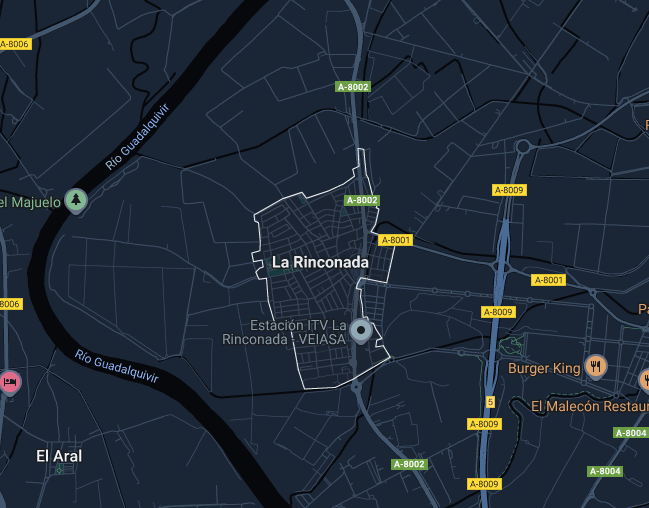 A-8006
A-8002
Río Guadalquivir
A-8009
el Majuelo
A-8002
A-8001
La Rinconada
A-8001
8006
A-8009
Pa
Estación ITV La
Rinconada - VEIASA
Río Guadalquivir
Burger King
5
El Malecón Restaur
A-8009
A-8004
El Aral
A-8002
A-8004
A-8009